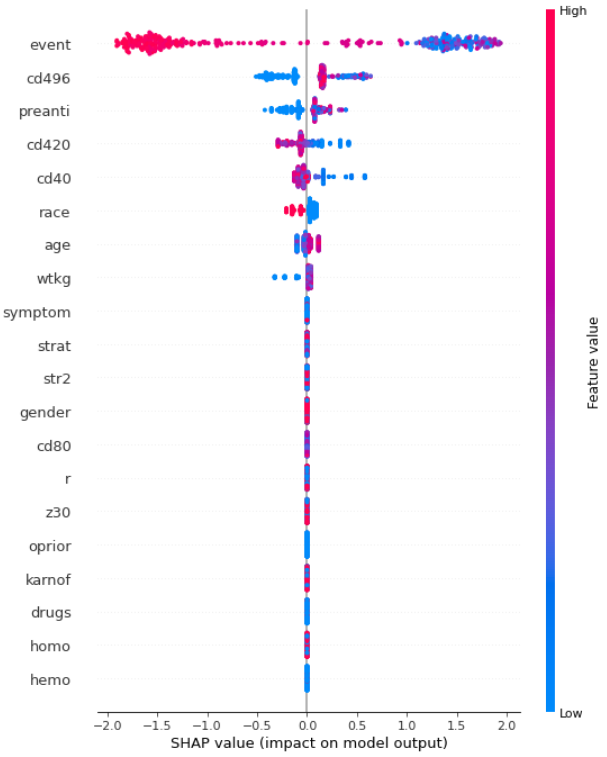 High
event
cd496
preanti
cd420
cd40
race
age
wtkg
symptom
strat
str2
gender
cd80
r
z30
oprior
karnof
drugs
homo
hemo
Feature value
Low
−2.0 −1.5 −1.0 −0.5 0.0 0.5 1.0 1.5 2.0
SHAP value (impact on model output)